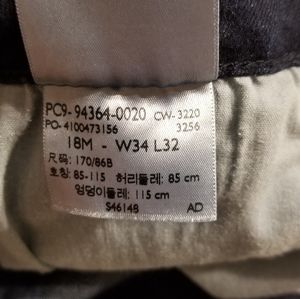 PC9-94364-0020 CW-3220
PO-4100473156 3256
18M - W34 L32
尺码: 170/86B
호칭: 85-115 허리둘레: 85 cm
엉덩이둘레: 115 cm
S46148 AD